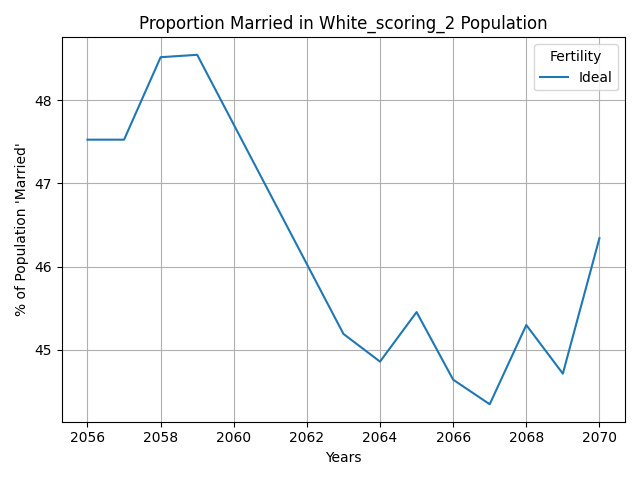 Proportion Married in White_scoring_2 Population
Fertility
Ideal
% of Population 'Married'
48
47
46
45
2056
2058
2060
2062
2064
2066
2068
2070
Years